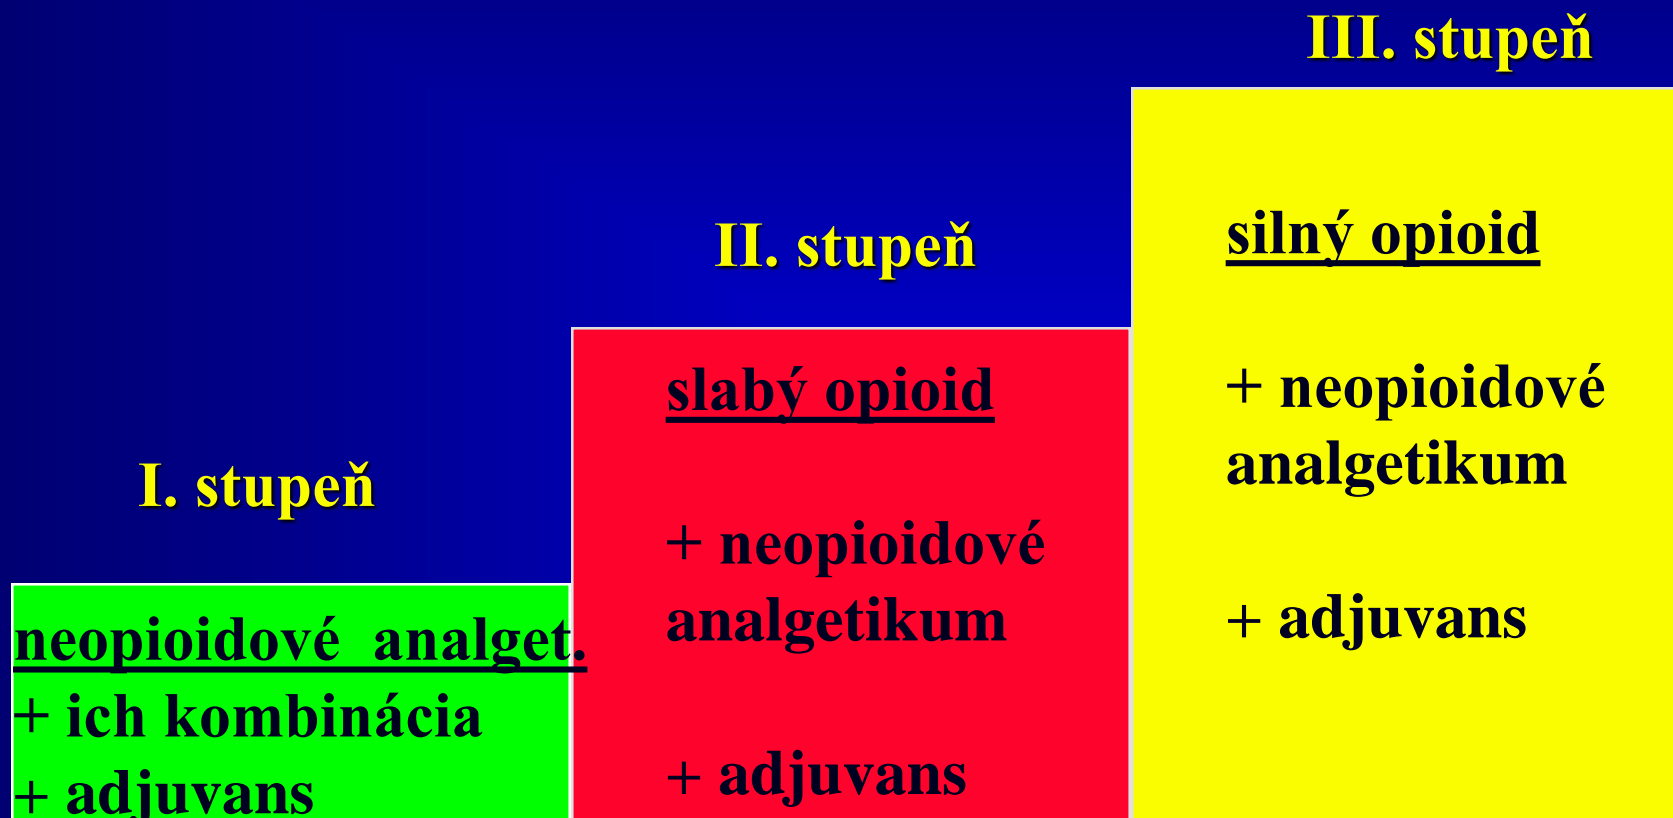 I. stupeň
neopioidové analget.
+ ich kombinácia
+ adjuvans
II. stupeň
slabý opioid
+ neopioidové
analgetikum
+ adjuvans
III. stupeň
silný opioid
+ neopioidové
analgetikum
+ adjuvans